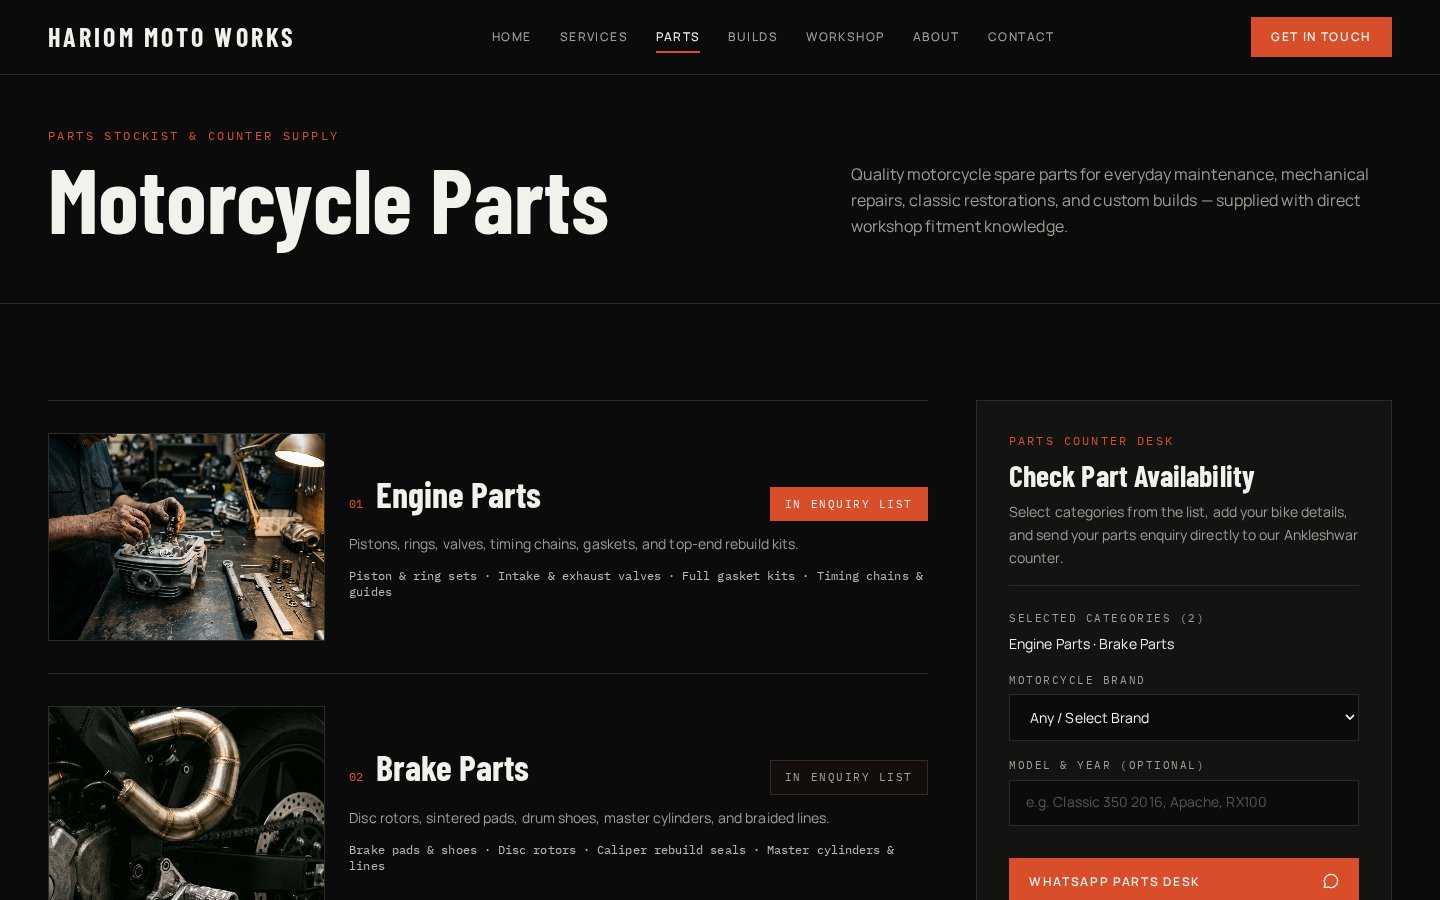 HARIOM MOTO WORKS
HOME
SERVICES
PARTS
BUILDS
WORKSHOP
ABOUT
CONTACT
GET IN TOUCH
PARTS STOCKIST & COUNTER SUPPLY
Motorcycle Parts
Quality motorcycle spare parts for everyday maintenance, mechanical
repairs, classic restorations, and custom builds — supplied with direct
workshop fitment knowledge.
01 Engine Parts
IN ENQUIRY LIST
Pistons, rings, valves, timing chains, gaskets, and top-end rebuild kits.
Piston & ring sets · Intake & exhaust valves · Full gasket kits · Timing chains &
guides
02 Brake Parts
IN ENQUIRY LIST
Disc rotors, sintered pads, drum shoes, master cylinders, and braided lines.
Brake pads & shoes · Disc rotors · Caliper rebuild seals · Master cylinders &
lines
PARTS COUNTER DESK
Check Part Availability
Select categories from the list, add your bike details,
and send your parts enquiry directly to our Ankleshwar
counter.
SELECTED CATEGORIES (2)
Engine Parts · Brake Parts
MOTORCYCLE BRAND
Any / Select Brand
MODEL & YEAR (OPTIONAL)
e.g. Classic 350 2016, Apache, RX100
WHATSAPP PARTS DESK